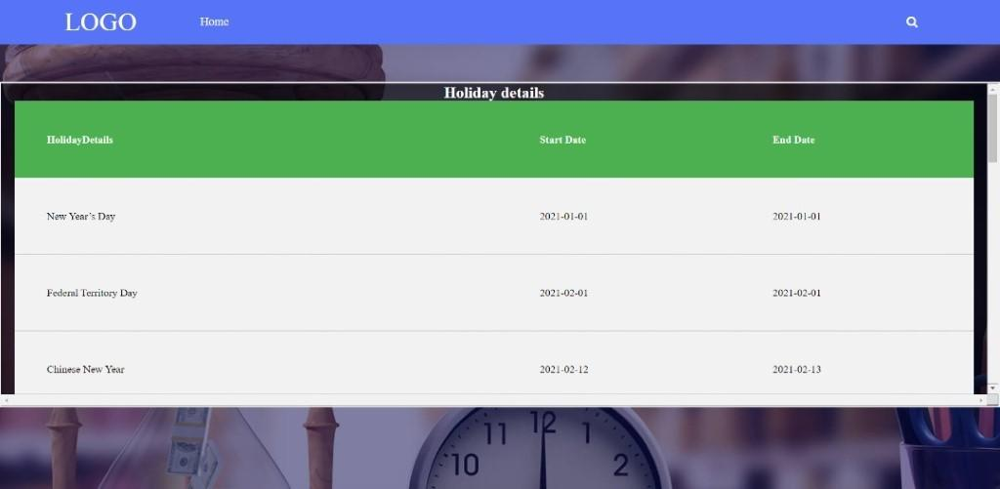 LOGO Home
Holiday details
HolidayDetails Start Date End Date
New Year’s Day 2021-01-01 2021-01-01
Federal Territory Day 2021-02-01 2021-02-01
Chinese New Year 2021-02-12 2021-02-13
11 12 1
10 2